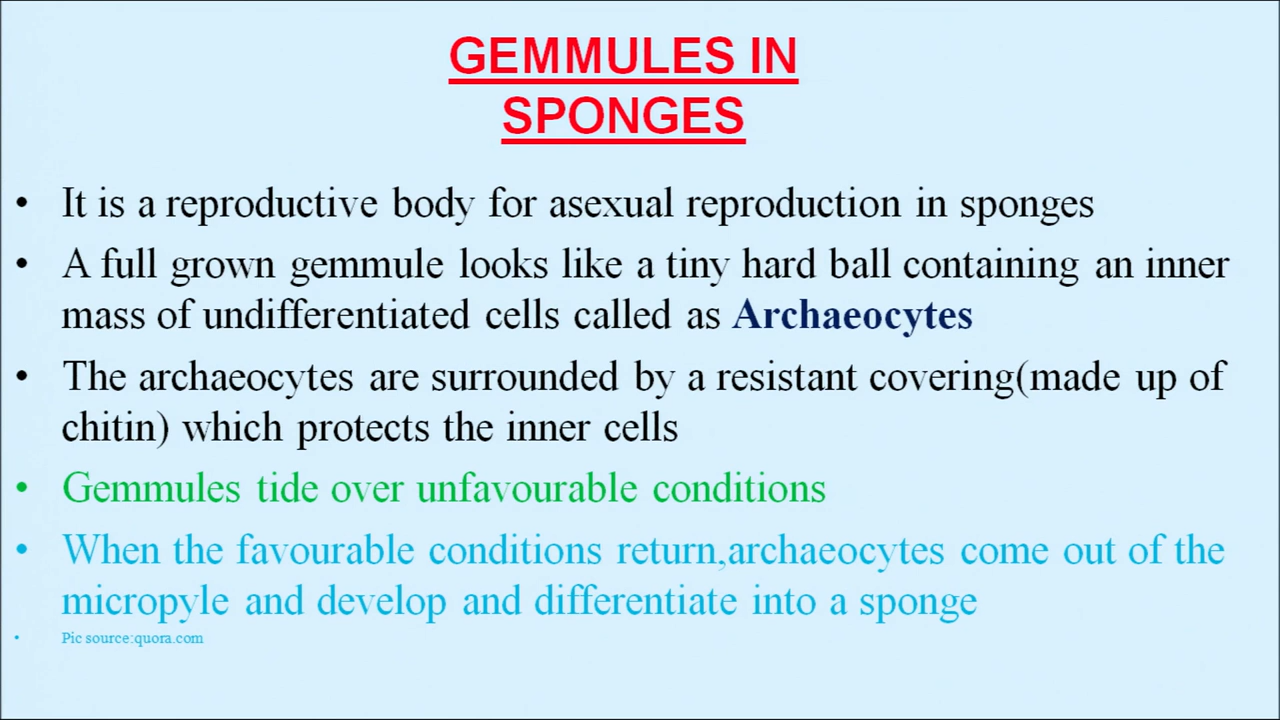 GEMMULES IN
SPONGES
• It is a reproductive body for asexual reproduction in sponges
• A full grown gemmule looks like a tiny hard ball containing an inner
mass of undifferentiated cells called as Archaeocytes
• The archaeocytes are surrounded by a resistant covering(made up of
chitin) which protects the inner cells
• Gemmules tide over unfavourable conditions
• When the favourable conditions return,archaeocytes come out of the
micropyle and develop and differentiate into a sponge
• Pic source:quora.com